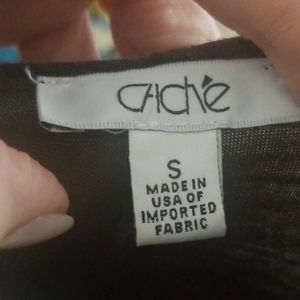 Caché
S
MADE IN
USA OF
IMPORTED
FABRIC